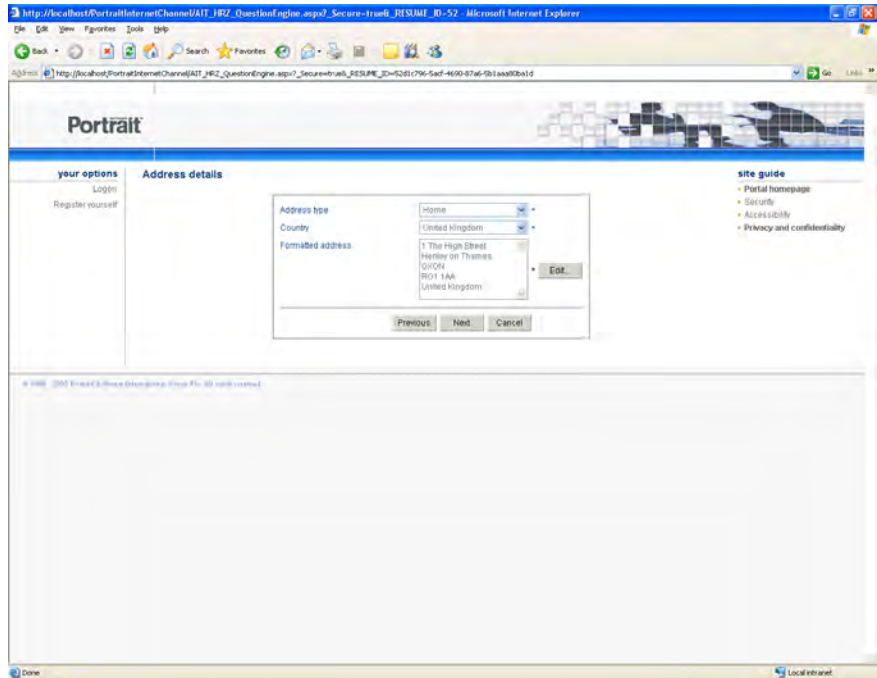 http://localhost/PortraitInternetChannel/AIT_HRZ_QuestionEngine.aspx?_Secure=true&_RESUME_ID=52 - Microsoft Internet Explorer
File Edit View Favorites Tools Help
Back Search Favorites
Address http://localhost/PortraitInternetChannel/AIT_HRZ_QuestionEngine.aspx?_Secure=true&_RESUME_ID=52d1c796-5acf-4690-87a6-5b1aaa80ba1d Go Links »
Portrait
your options
Logon
Register yourself
Address details
Address type Home
Country United Kingdom
Formatted address 1 The High Street
Henley on Thames
OXON
RO1 1AA
United Kingdom
Edit...
Previous Next Cancel
site guide
Portal homepage
Security
Accessibility
Privacy and confidentiality
Done Local intranet